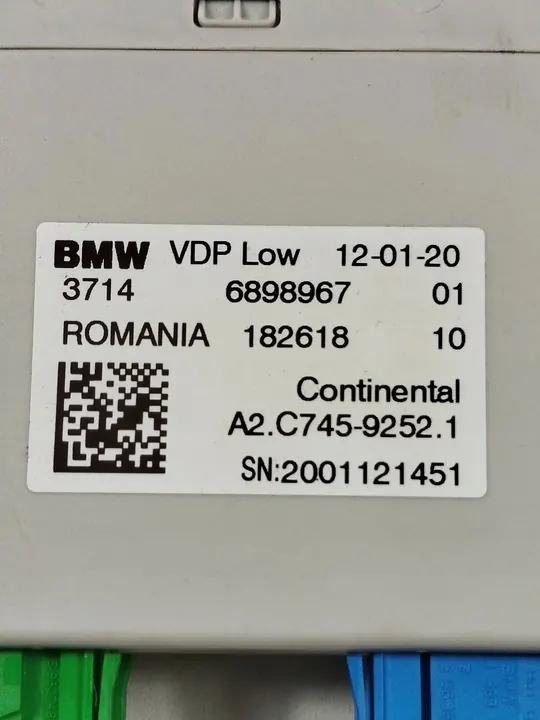 BMW VDP Low 12-01-20
3714 6898967 01
ROMANIA 182618 10
Continental
A2.C745-9252.1
SN:2001121451